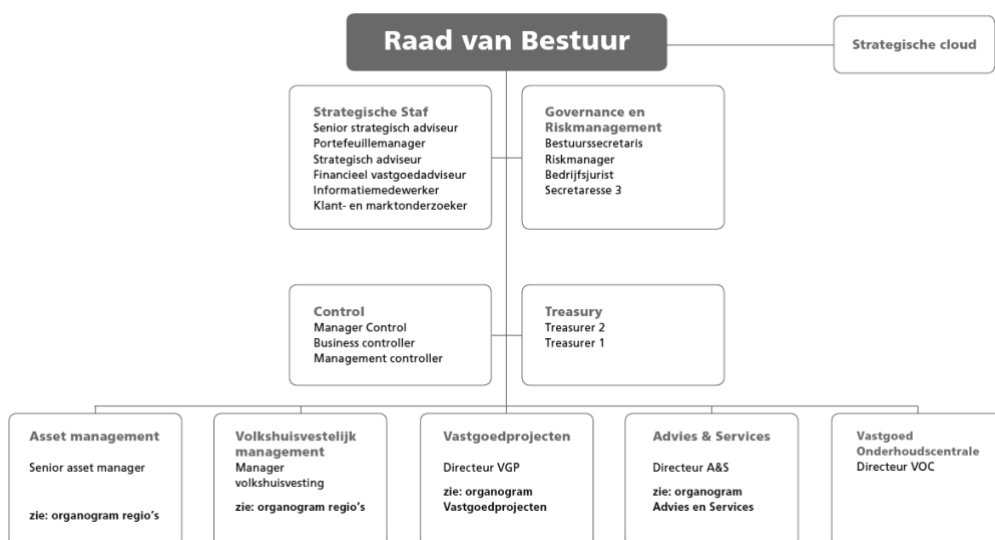 Raad van Bestuur
Strategische cloud
Strategische Staf
Senior strategisch adviseur
Portefeuillemanager
Strategisch adviseur
Financieel vastgoedadviseur
Informatiemedewerker
Klant- en marktonderzoeker
Governance en
Riskmanagement
Bestuurssecretaris
Riskmanager
Bedrijfsjurist
Secretaresse 3
Control
Manager Control
Business controller
Management controller
Treasury
Treasurer 2
Treasurer 1
Asset management
Senior asset manager
zie: organogram regio's
Volkshuisvestelijk
management
Manager
volkshuisvesting
zie: organogram regio's
Vastgoedprojecten
Directeur VGP
zie: organogram
Vastgoedprojecten
Advies & Services
Directeur A&S
zie: organogram
Advies en Services
Vastgoed
Onderhoudscentrale
Directeur VOC